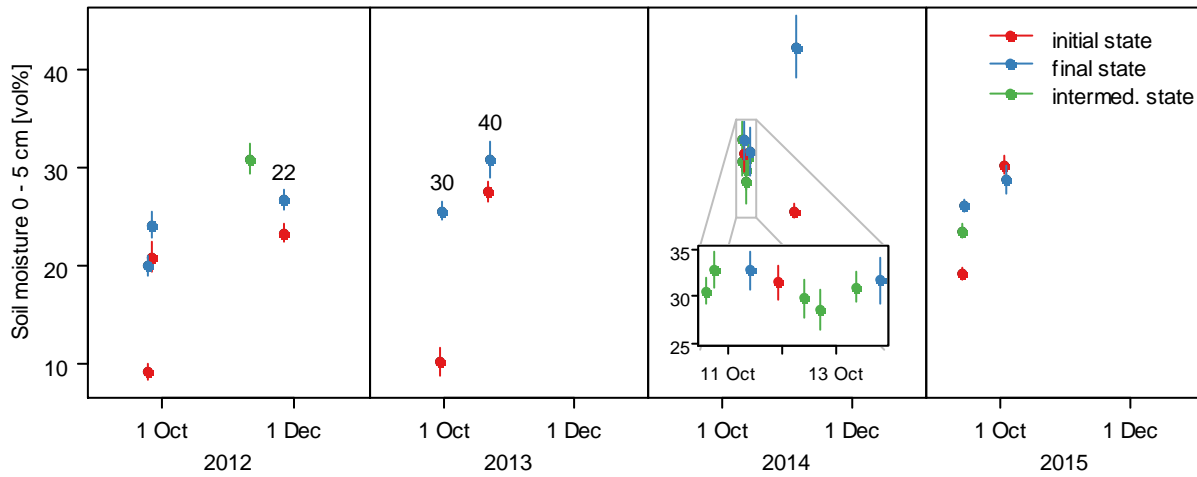 Soil moisture 0 - 5 cm [vol%]
40
30
20
10
22
30
40
initial state
final state
intermed. state
35
30
25
11 Oct
13 Oct
1 Oct
1 Dec
1 Oct
1 Dec
1 Oct
1 Dec
1 Oct
1 Dec
2012
2013
2014
2015